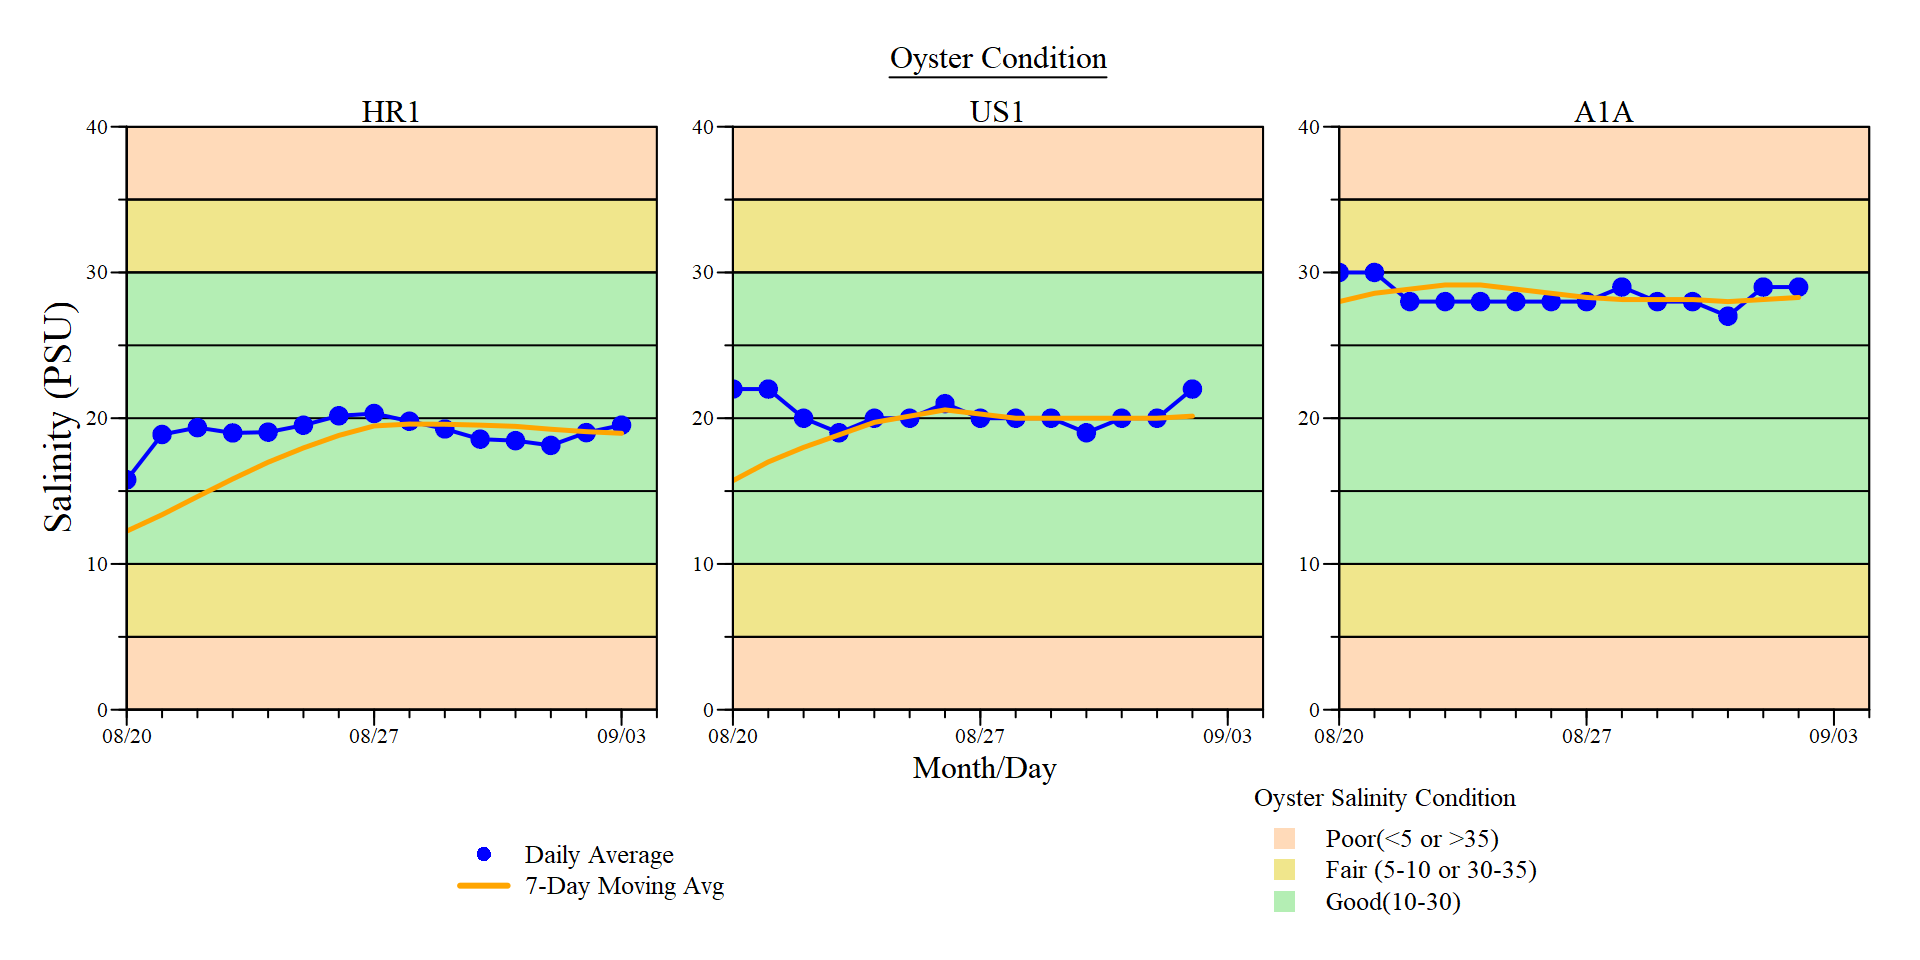 Oyster Condition
HR1
US1
A1A
Salinity (PSU)
40
30
20
10
0
08/20
08/27
09/03
40
30
20
10
0
08/20
08/27
09/03
40
30
20
10
0
08/20
08/27
09/03
Month/Day
Daily Average
7-Day Moving Avg
Oyster Salinity Condition
Poor(<5 or >35)
Fair (5-10 or 30-35)
Good(10-30)